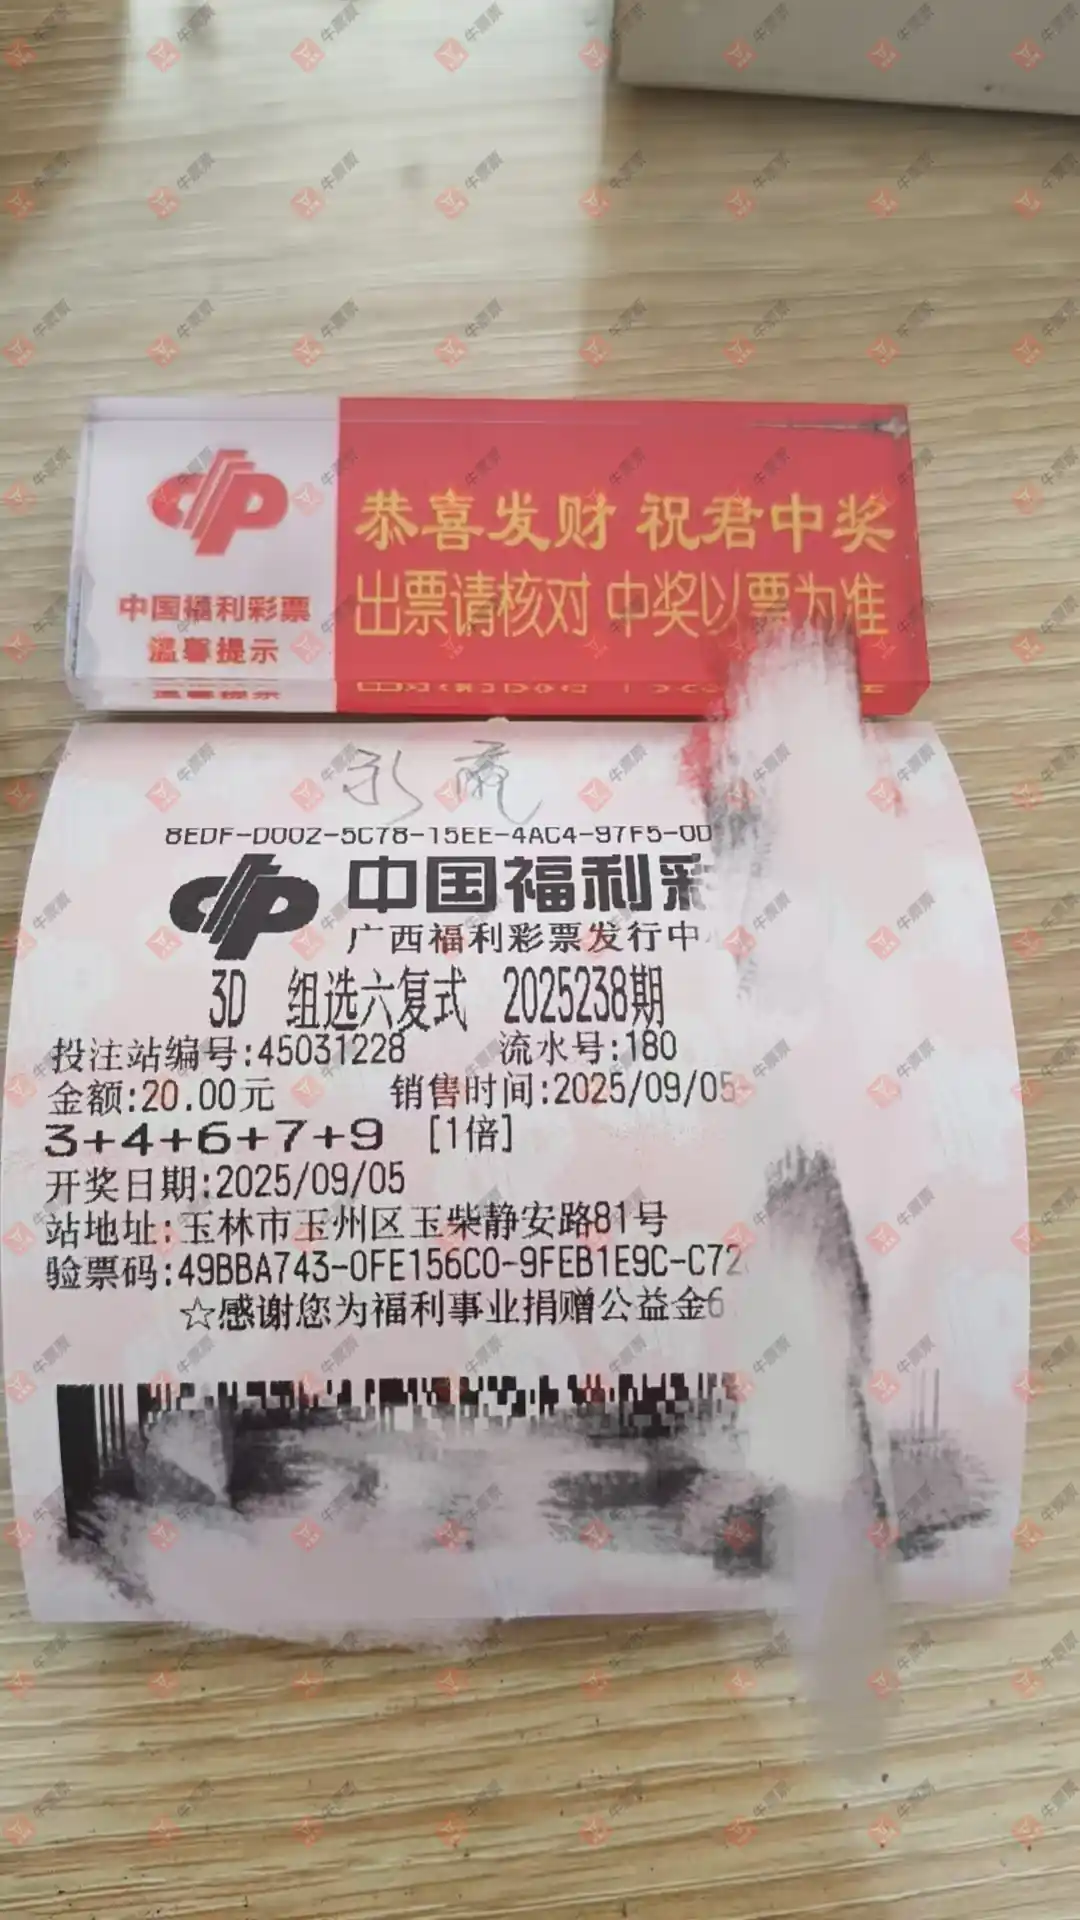 恭喜发财 祝君中奖
出票请核对 中奖以票为准
中国福利彩票
温馨提示
8EDF-D002-5C78-15EE-4AC4-97F5-0D
中国福利彩
广西福利彩票发行中
3D 组选六复式 2025238期
投注站编号:45031228 流水号:180
金额:20.00元 销售时间:2025/09/05-
3+4+6+7+9 [1倍]
开奖日期:2025/09/05
站地址:玉林市玉州区玉柴静安路81号
验票码:49BBA743-0FE156C0-9FEB1E9C-C72
☆感谢您为福利事业捐赠公益金6
牛票票